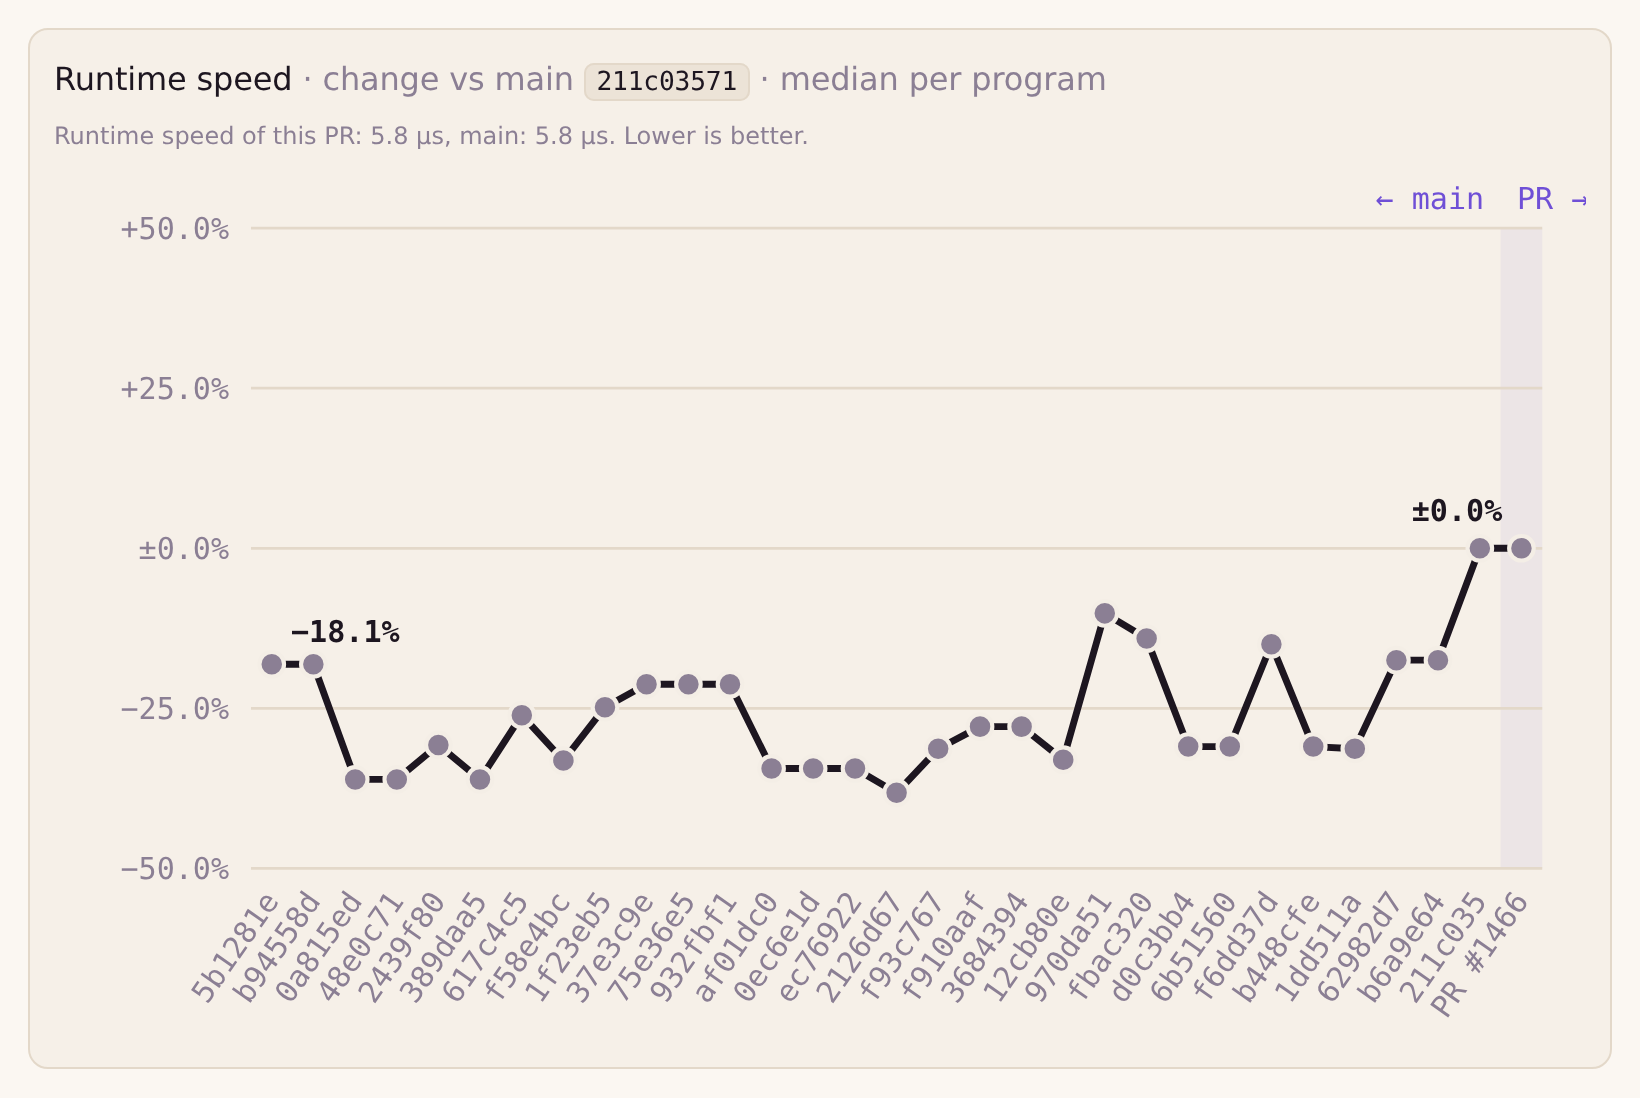 Runtime speed · change vs main 211c03571 · median per program
Runtime speed of this PR: 5.8 µs, main: 5.8 µs. Lower is better.
← main PR →
+50.0%
+25.0%
±0.0%
−25.0%
−50.0%
−18.1%
±0.0%
5b1281e
b94558d
0a815ed
48e0c71
2439f80
389daa5
617c4c5
f58e4bc
1f23eb5
37e3c9e
75e36e5
932fbf1
af01dc0
0ec6e1d
ec76922
2126d67
f93c767
f910aaf
3684394
12cb80e
970da51
fbac320
d0c3bb4
6b51560
f6dd37d
b448cfe
1dd511a
62982d7
b6a9e64
211c035
PR #1466